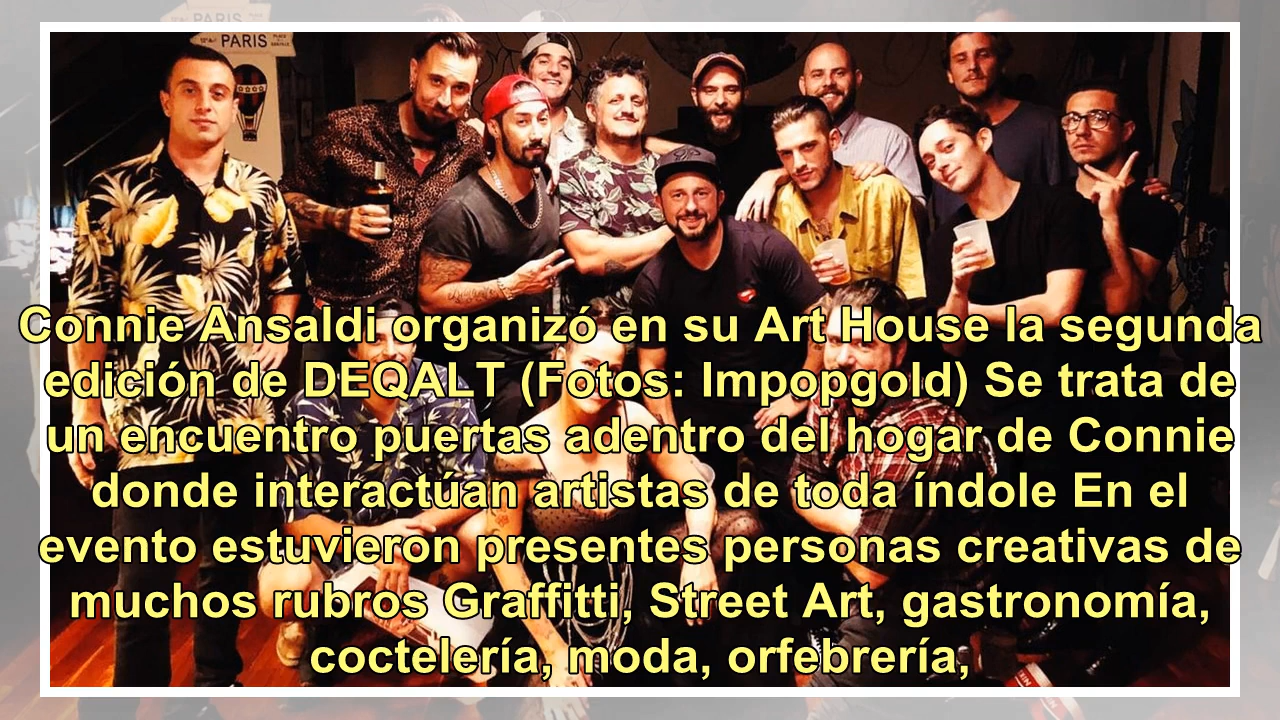 PARIS
Connie Ansaldi organizó en su Art House la segunda
edición de DEQALT (Fotos: Impopgold) Se trata de
un encuentro puertas adentro del hogar de Connie
donde interactúan artistas de toda índole En el
evento estuvieron presentes personas creativas de
muchos rubros Graffitti, Street Art, gastronomía,
coctelería, moda, orfebrería,